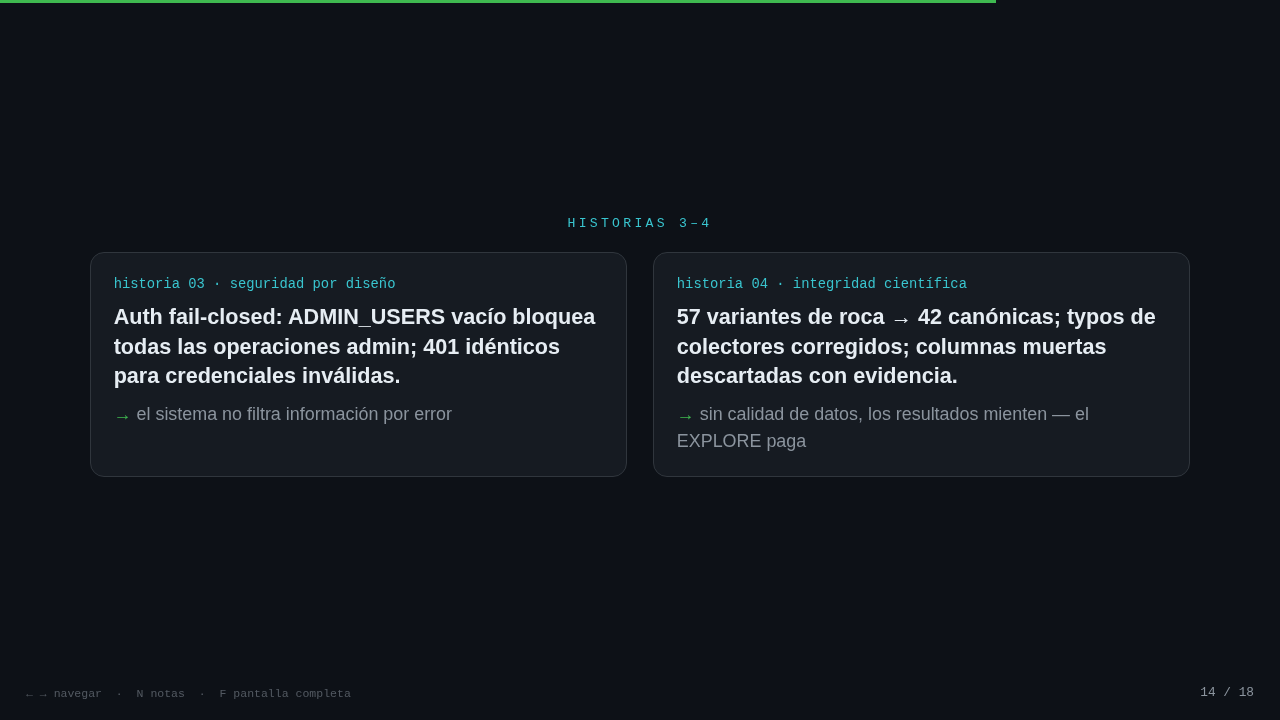 HISTORIAS 3–4
historia 03 · seguridad por diseño
Auth fail-closed: ADMIN_USERS vacío bloquea
todas las operaciones admin; 401 idénticos
para credenciales inválidas.
→ el sistema no filtra información por error
historia 04 · integridad científica
57 variantes de roca → 42 canónicas; typos de
colectores corregidos; columnas muertas
descartadas con evidencia.
→ sin calidad de datos, los resultados mienten — el
EXPLORE paga
← → navegar · N notas · F pantalla completa
14 / 18